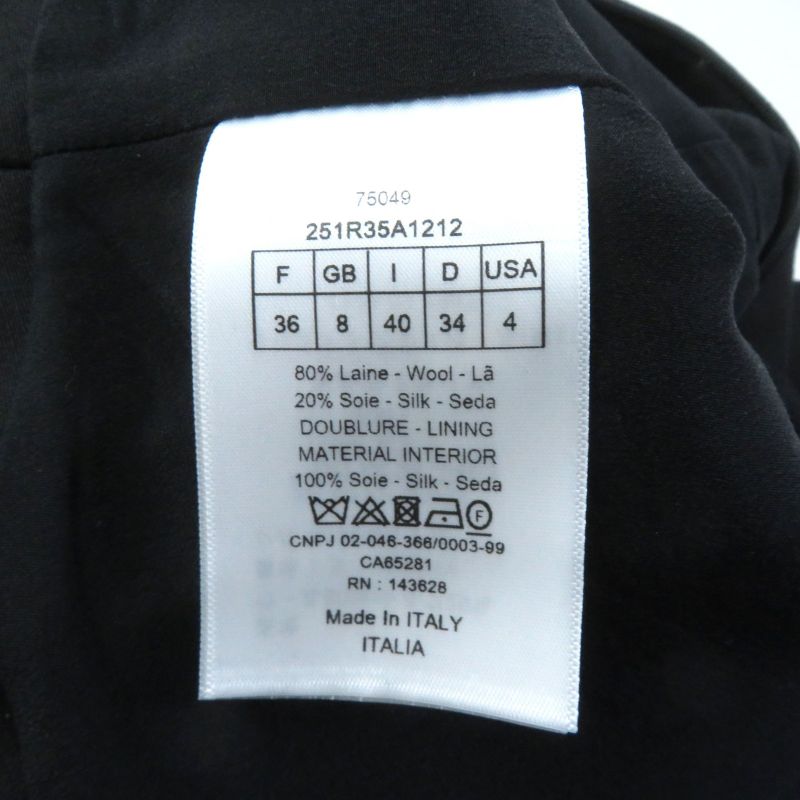 75049
251R35A1212
F GB I D USA
36 8 40 34 4
80% Laine - Wool - Lã
20% Soie - Silk - Seda
DOUBLURE - LINING
MATERIAL INTERIOR
100% Soie - Silk - Seda
F
CNPJ 02-046-366/0003-99
CA65281
RN : 143628
Made In ITALY
ITALIA